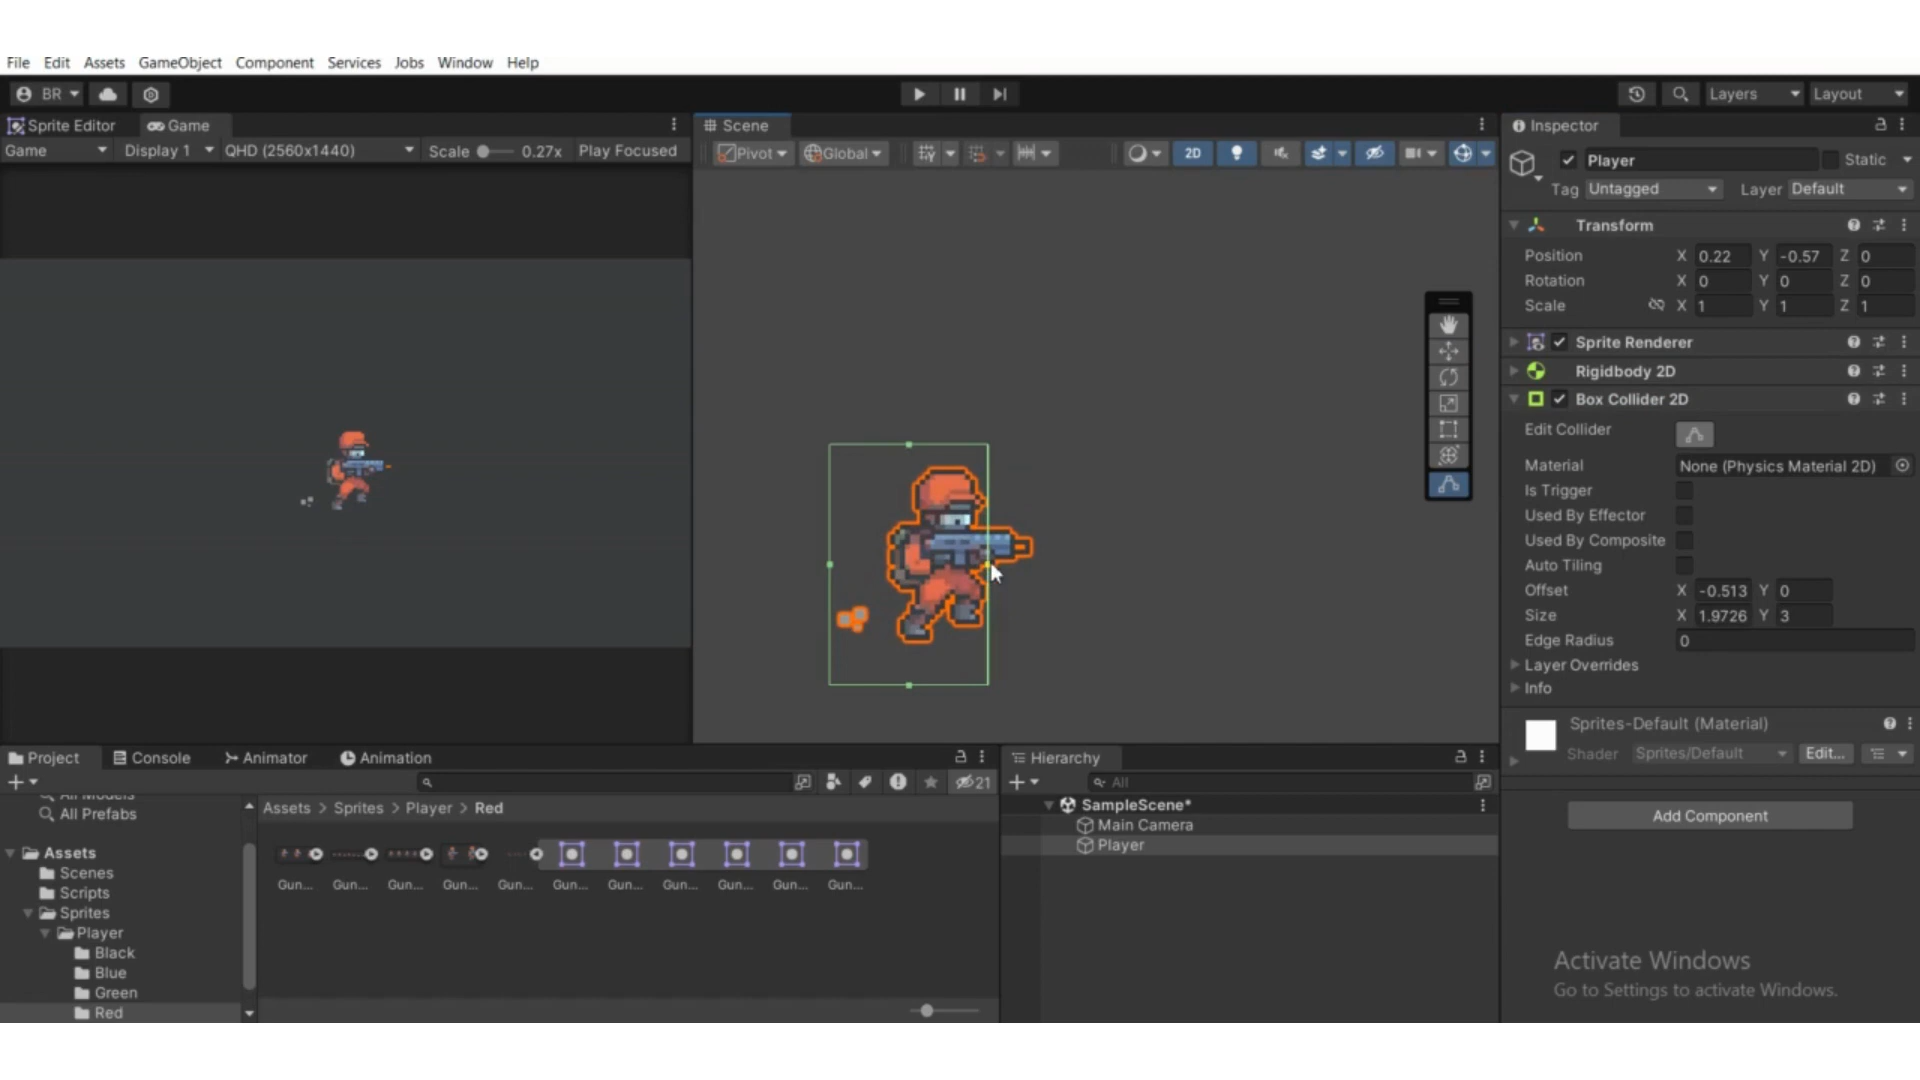 File Edit Assets GameObject Component Services Jobs Window Help
BR Layers Layout
Sprite Editor Game
Game Display 1 QHD (2560x1440) Scale 0.27x Play Focused
Scene
Pivot Global 2D
Inspector
Player Static
Tag Untagged Layer Default
Transform
Position X 0.22 Y -0.57 Z 0
Rotation X 0 Y 0 Z 0
Scale X 1 Y 1 Z 1
Sprite Renderer
Rigidbody 2D
Box Collider 2D
Edit Collider
Material None (Physics Material 2D)
Is Trigger
Used By Effector
Used By Composite
Auto Tiling
Offset X -0.513 Y 0
Size X 1.9726 Y 3
Edge Radius 0
Layer Overrides
Info
Sprites-Default (Material)
Shader Sprites/Default Edit...
Add Component
Project Console Animator Animation
21
All Models
All Prefabs
Assets
Scenes
Scripts
Sprites
Player
Black
Blue
Green
Red
Assets > Sprites > Player > Red
Gun... Gun... Gun... Gun... Gun... Gun... Gun... Gun... Gun... Gun... Gun...
Hierarchy
All
SampleScene*
Main Camera
Player
Activate Windows
Go to Settings to activate Windows.